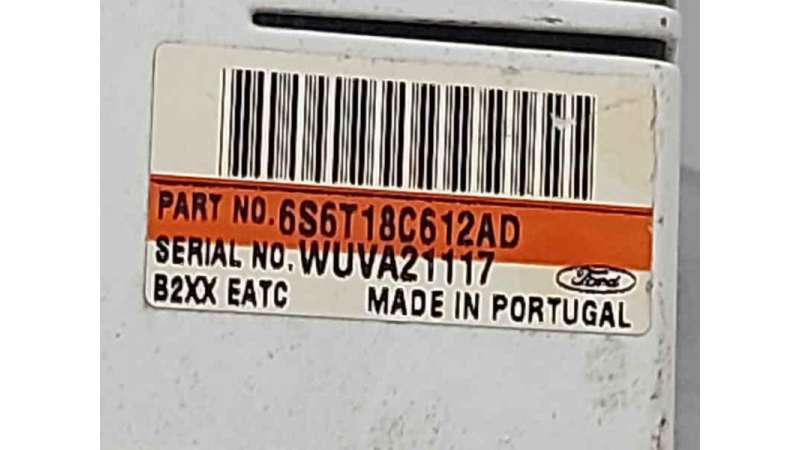 PART NO. 6S6T18C612AD
SERIAL NO. WUVA21117
Ford
B2XX EATC MADE IN PORTUGAL